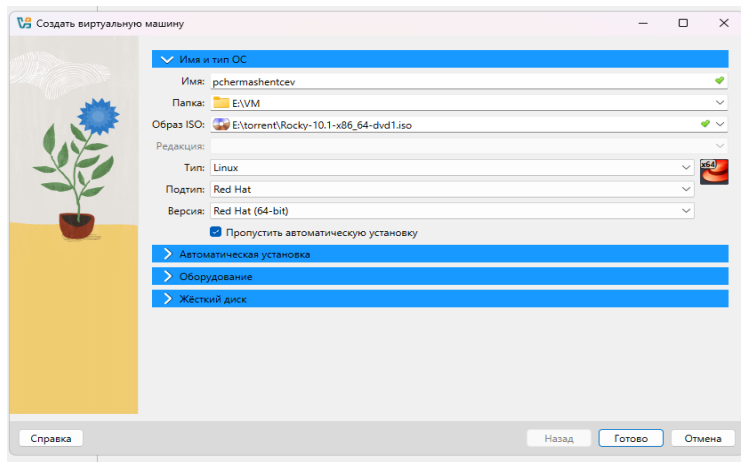 Создать виртуальную машину
Имя и тип ОС
Имя: pchermashentcev
Папка: E:\VM
Образ ISO: E:\torrent\Rocky-10.1-x86_64-dvd1.iso
Редакция:
Тип: Linux
x64
Подтип: Red Hat
Версия: Red Hat (64-bit)
Пропустить автоматическую установку
Автоматическая установка
Оборудование
Жёсткий диск
Справка Назад Готово Отмена